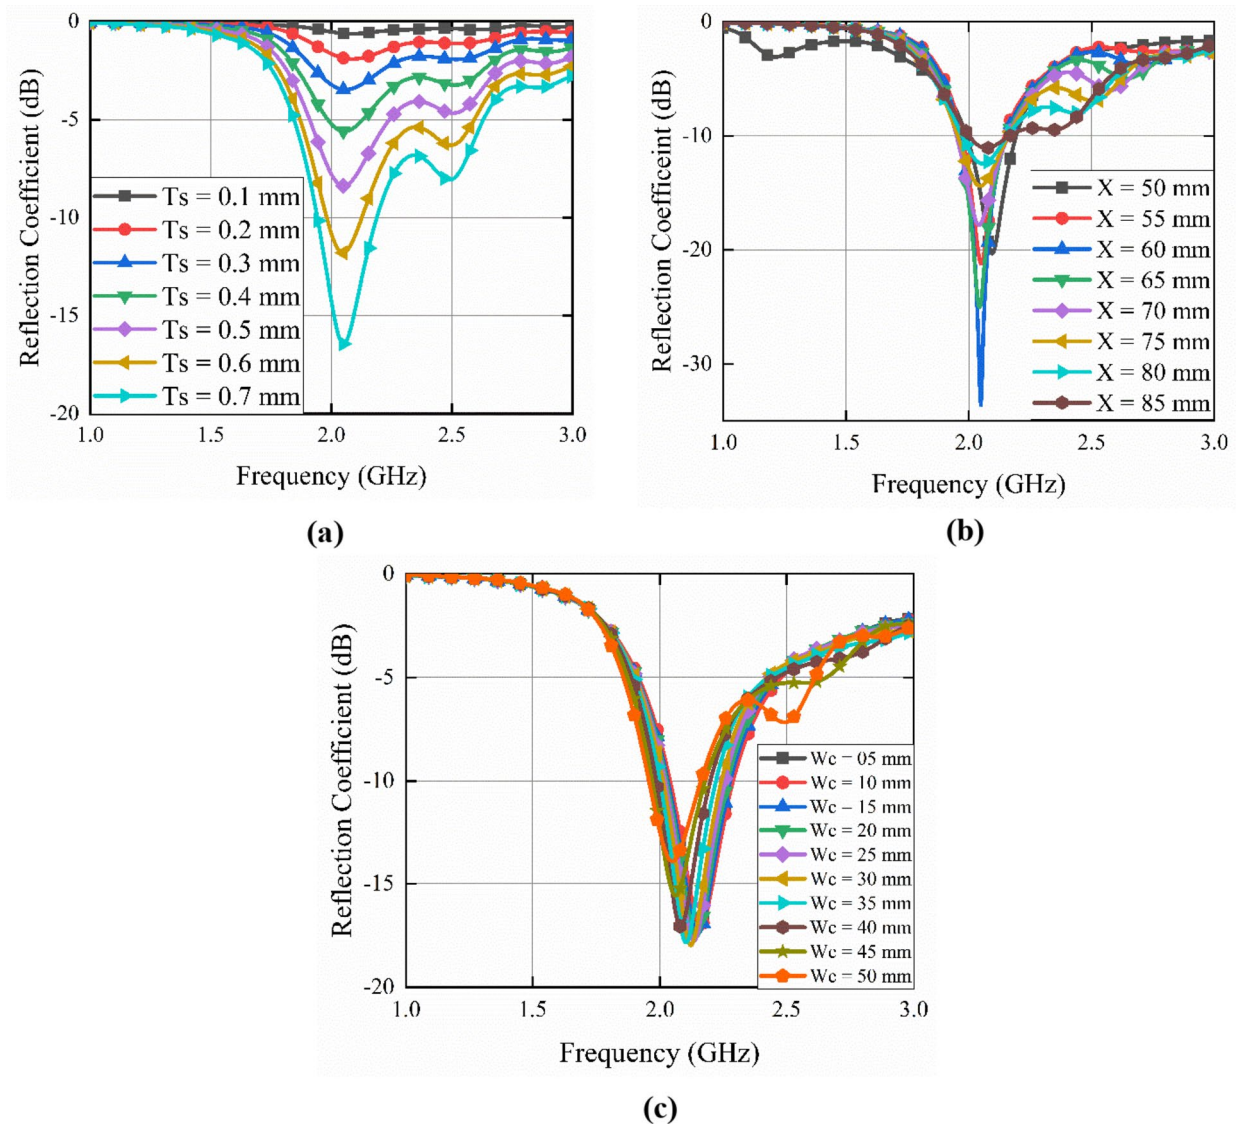 0
-5
-10
-15
-20
Reflection Coefficient (dB)
Ts = 0.1 mm
Ts = 0.2 mm
Ts = 0.3 mm
Ts = 0.4 mm
Ts = 0.5 mm
Ts = 0.6 mm
Ts = 0.7 mm
1.0 1.5 2.0 2.5 3.0
Frequency (GHz)
(a)
0
-10
-20
-30
Reflection Coefficeint (dB)
X = 50 mm
X = 55 mm
X = 60 mm
X = 65 mm
X = 70 mm
X = 75 mm
X = 80 mm
X = 85 mm
1.0 1.5 2.0 2.5 3.0
Frequency (GHz)
(b)
0
-5
-10
-15
-20
Reflection Coefficient (dB)
Wc = 05 mm
Wc = 10 mm
Wc = 15 mm
Wc = 20 mm
Wc = 25 mm
Wc = 30 mm
Wc = 35 mm
Wc = 40 mm
Wc = 45 mm
Wc = 50 mm
1.0 1.5 2.0 2.5 3.0
Frequency (GHz)
(c)